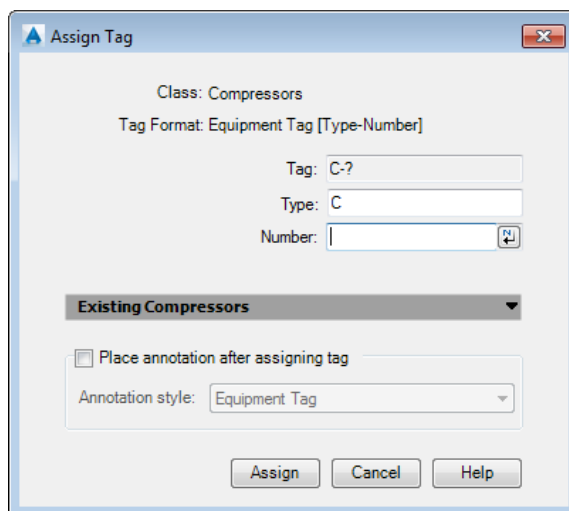 Assign Tag
Class: Compressors
Tag Format: Equipment Tag [Type-Number]
Tag: C-?
Type: C
Number:
Existing Compressors
Place annotation after assigning tag
Annotation style: Equipment Tag
Assign Cancel Help